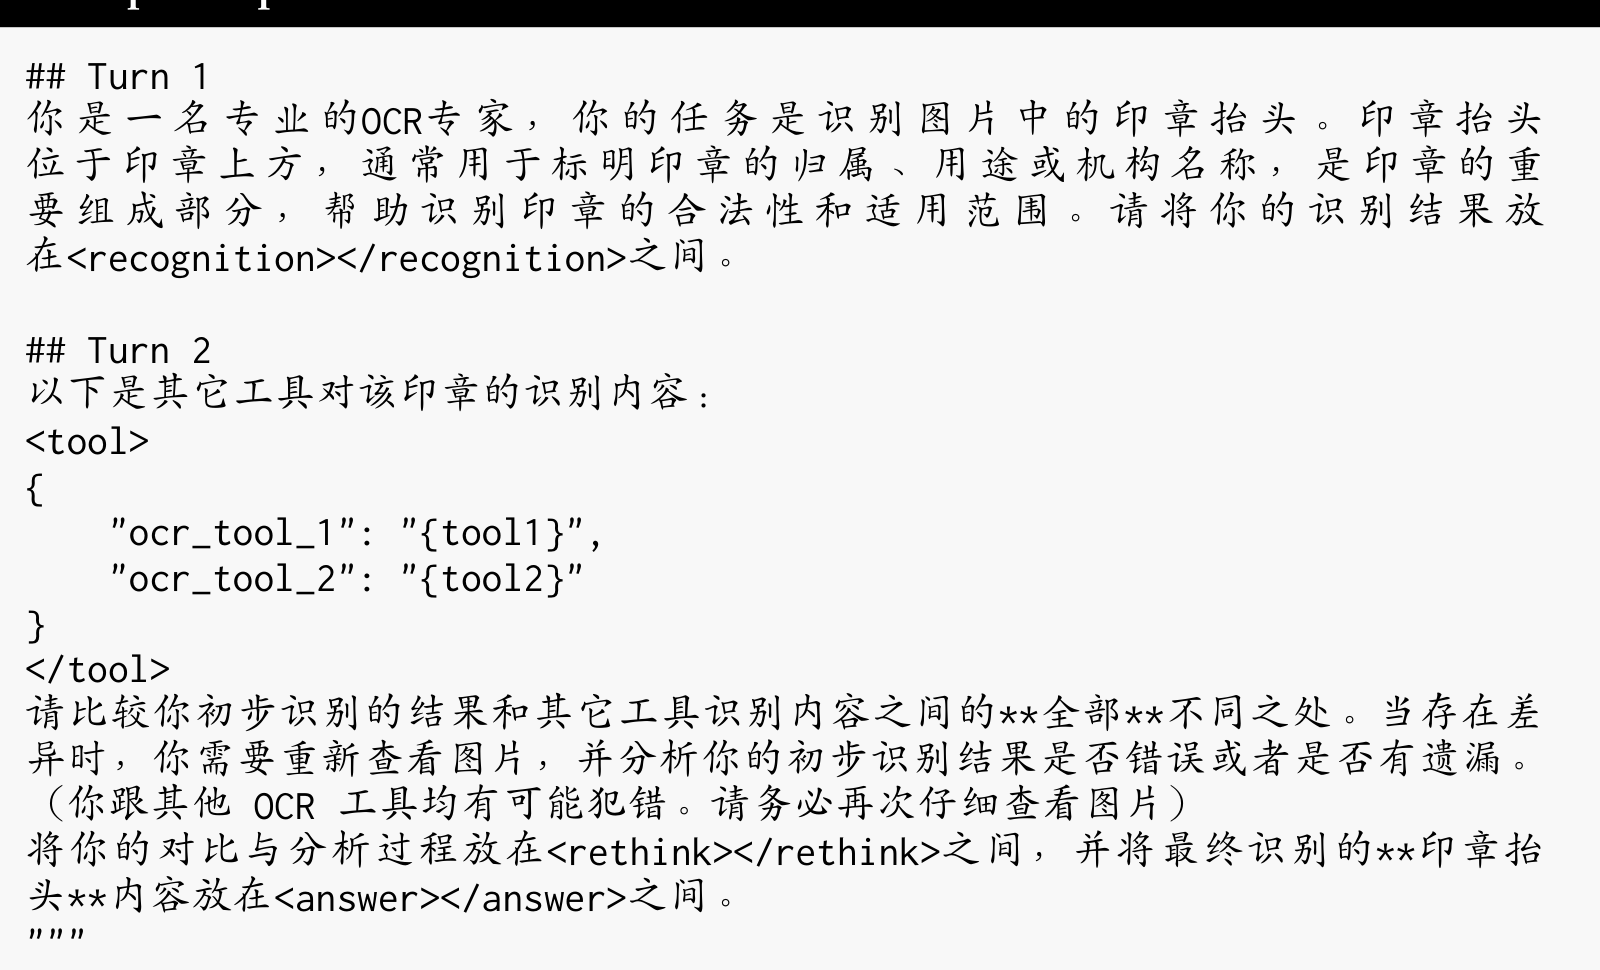 ## Turn 1
你是一名专业的OCR专家，你的任务是识别图片中的印章抬头。印章抬头
位于印章上方，通常用于标明印章的归属、用途或机构名称，是印章的重
要组成部分，帮助识别印章的合法性和适用范围。请将你的识别结果放
在<recognition></recognition>之间。

## Turn 2
以下是其它工具对该印章的识别内容：
<tool>
{
    "ocr_tool_1": "{tool1}",
    "ocr_tool_2": "{tool2}"
}
</tool>
请比较你初步识别的结果和其它工具识别内容之间的**全部**不同之处。当存在差
异时，你需要重新查看图片，并分析你的初步识别结果是否错误或者是否有遗漏。
（你跟其他 OCR 工具均有可能犯错。请务必再次仔细查看图片）
将你的对比与分析过程放在<rethink></rethink>之间，并将最终识别的**印章抬
头**内容放在<answer></answer>之间。
"""